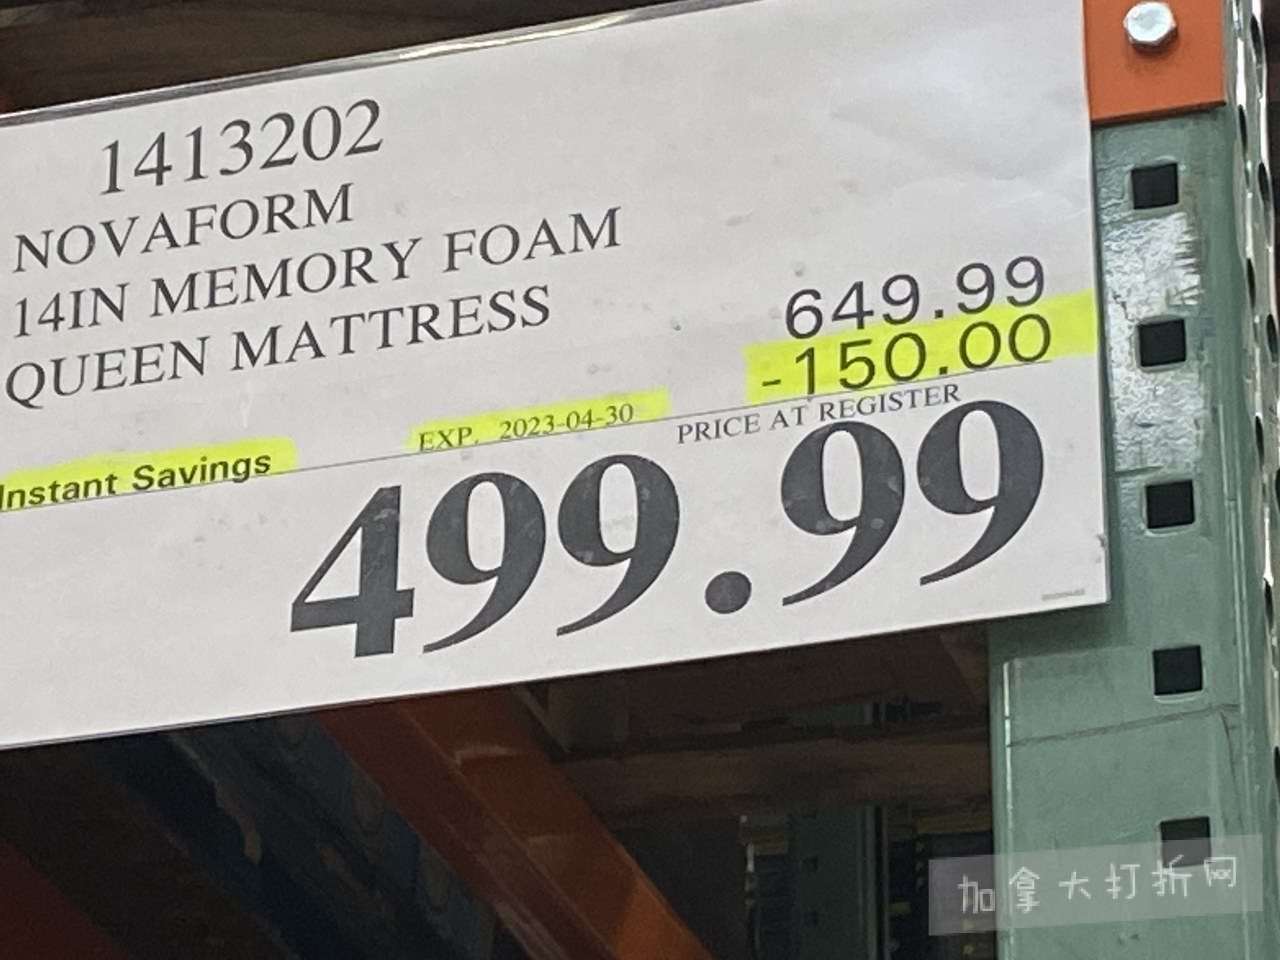 1413202
NOVAFORM
14IN MEMORY FOAM
QUEEN MATTRESS
649.99
-150.00
EXP. 2023-04-30
PRICE AT REGISTER
Instant Savings
499.99
加拿大打折网